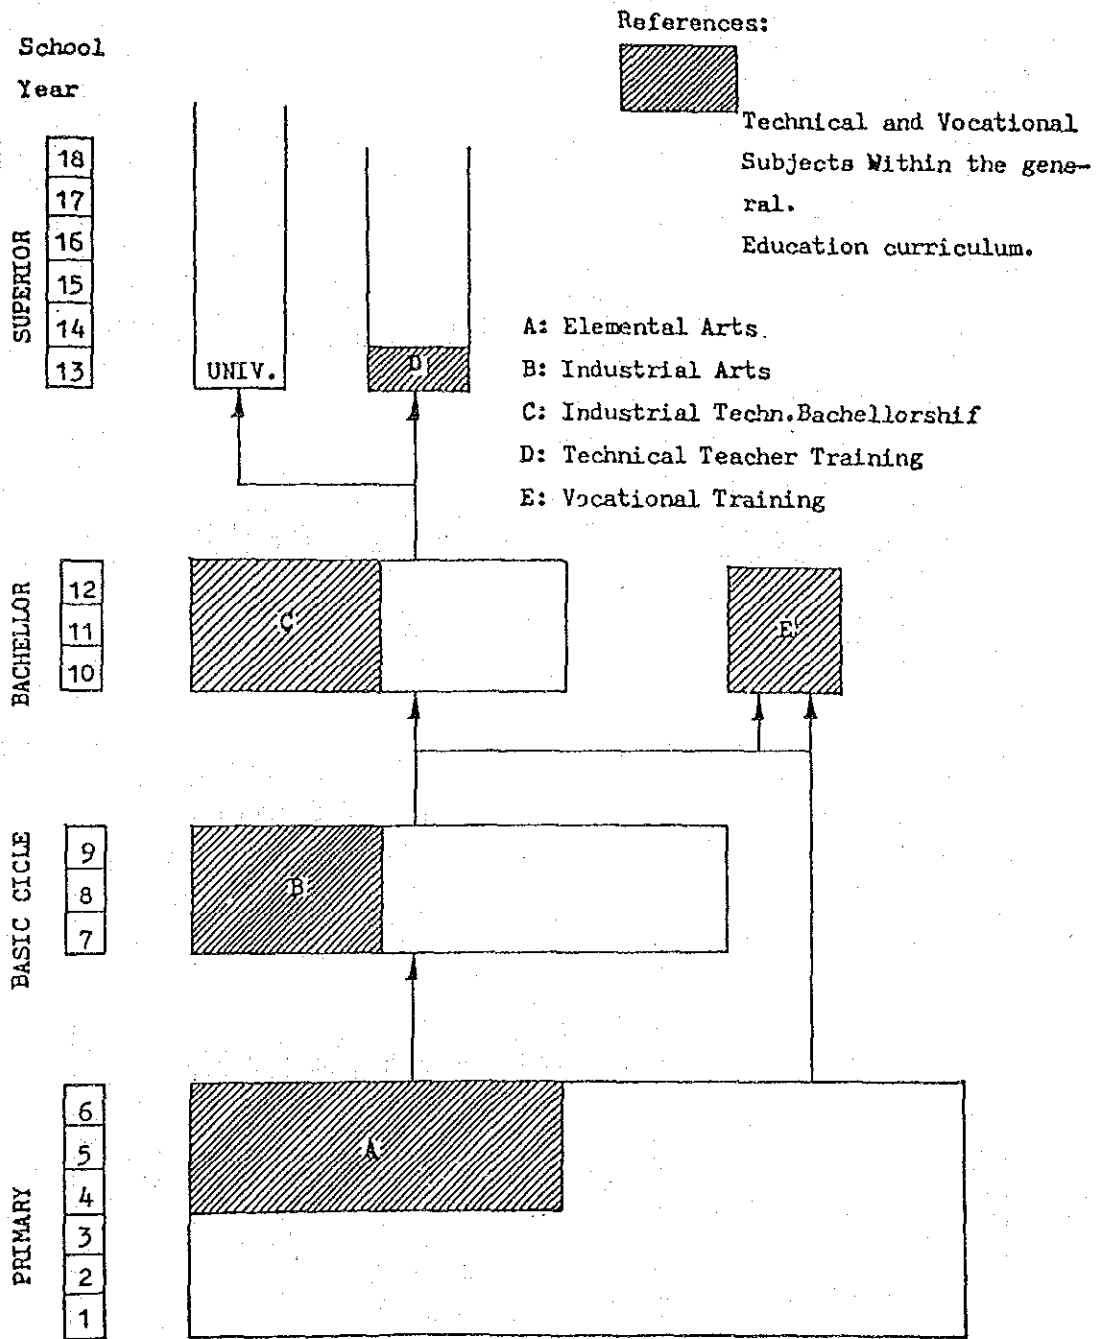 References:
School
Year
Technical and Vocational
Subjects Within the gene-
ral.
Education curriculum.
SUPERIOR
18
17
16
15
14
13
UNIV.
D
A: Elemental Arts
B: Industrial Arts
C: Industrial Techn.Bachellorshif
D: Technical Teacher Training
E: Vocational Training
BACHELLOR
12
11
10
C
E
BASIC CICLE
9
8
7
B
PRIMARY
6
5
4
3
2
1
A